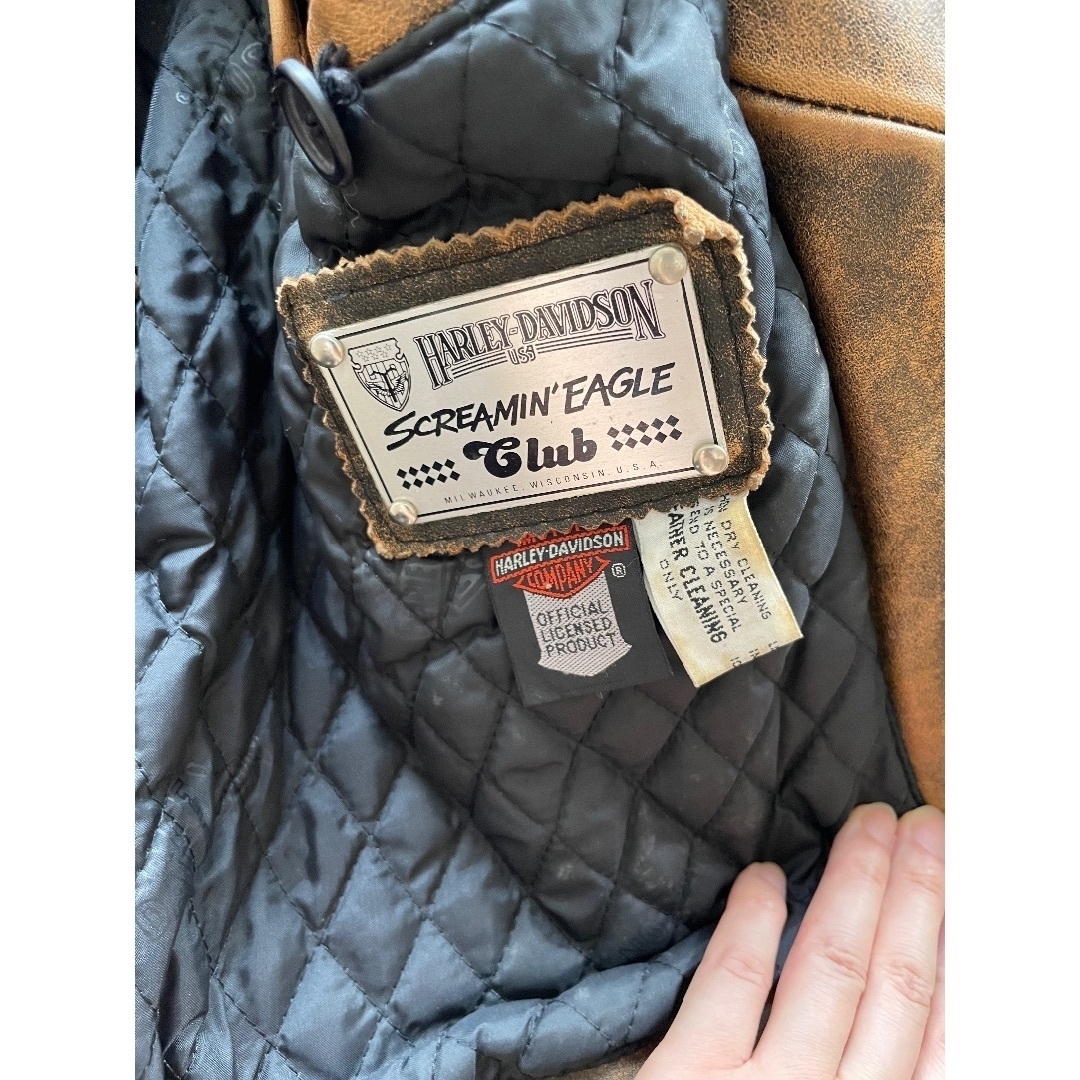 HARLEY-DAVIDSON
USA
SCREAMIN' EAGLE
Club
MILWAUKEE, WISCONSIN, U.S.A.
HARLEY-DAVIDSON
COMPANY
®
OFFICIAL
LICENSED
PRODUCT
DRY CLEANING
IS NECESSARY
SEND TO A SPECIAL
CLEANING
ONLY